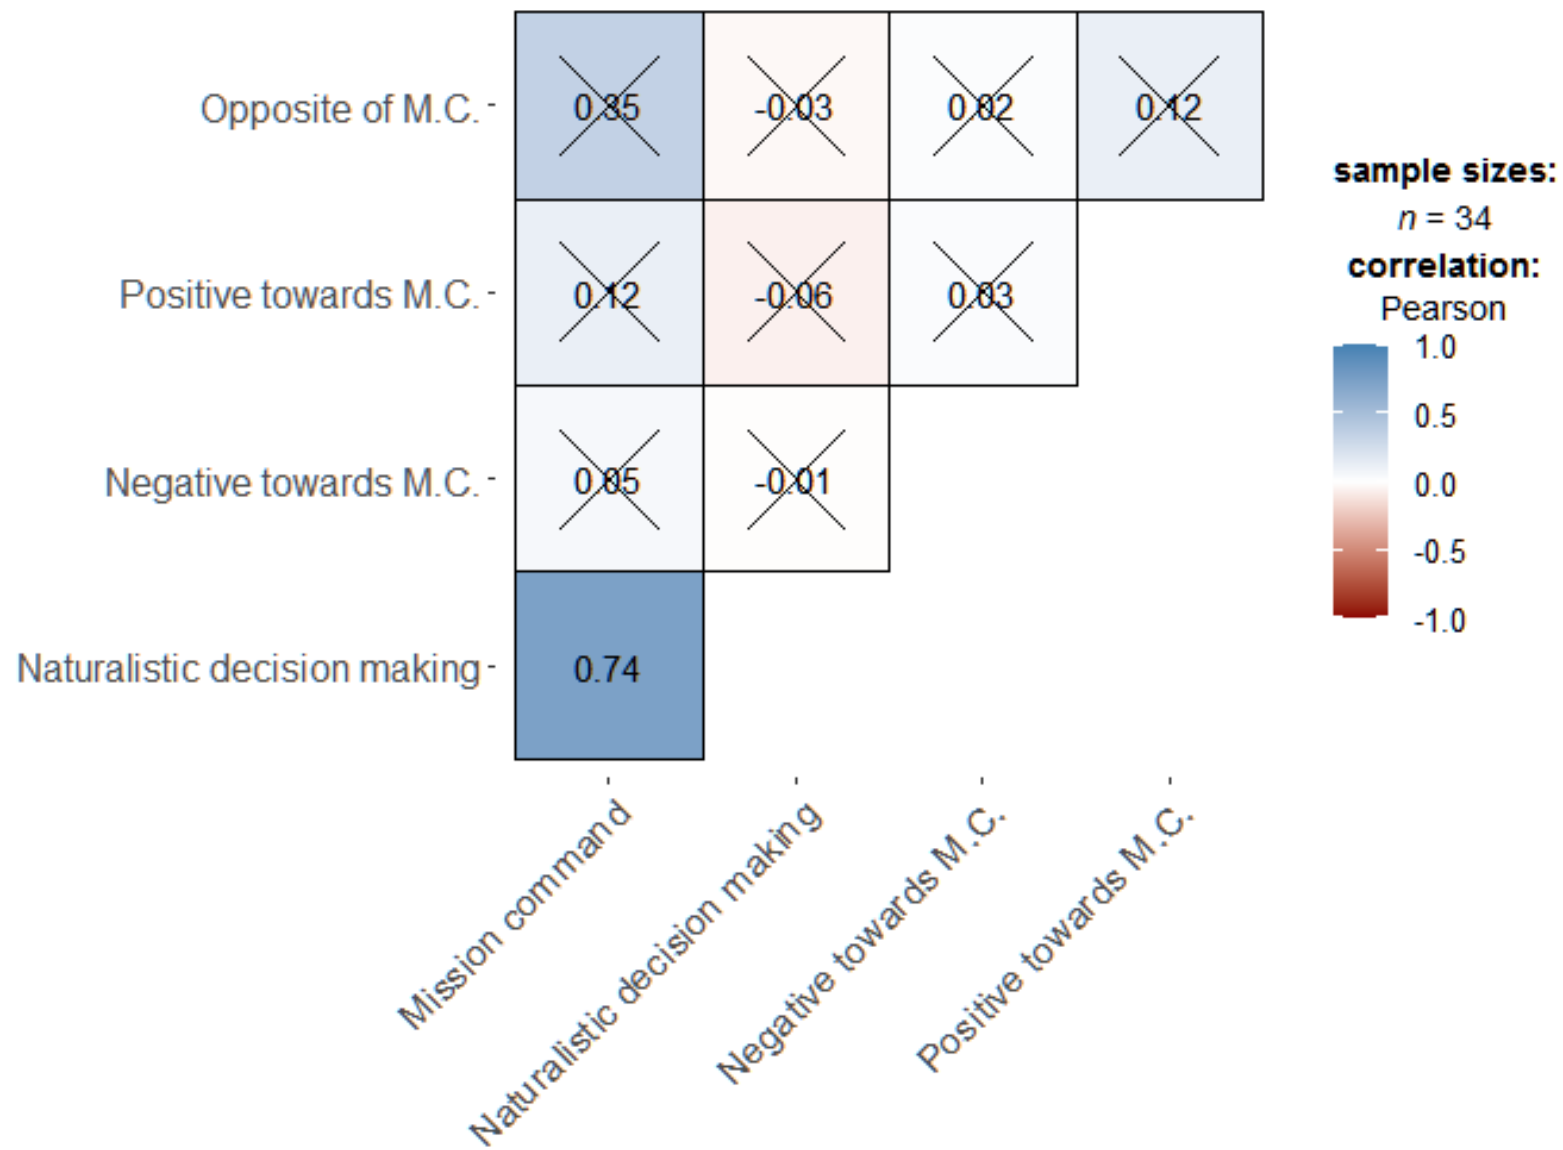 Opposite of M.C.
0.35
-0.03
0.02
0.12
Positive towards M.C.
0.12
-0.06
0.03
Negative towards M.C.
0.05
-0.01
Naturalistic decision making
0.74
Mission command
Naturalistic decision making
Negative towards M.C.
Positive towards M.C.
sample sizes:
n = 34
correlation:
Pearson
1.0
0.5
0.0
-0.5
-1.0